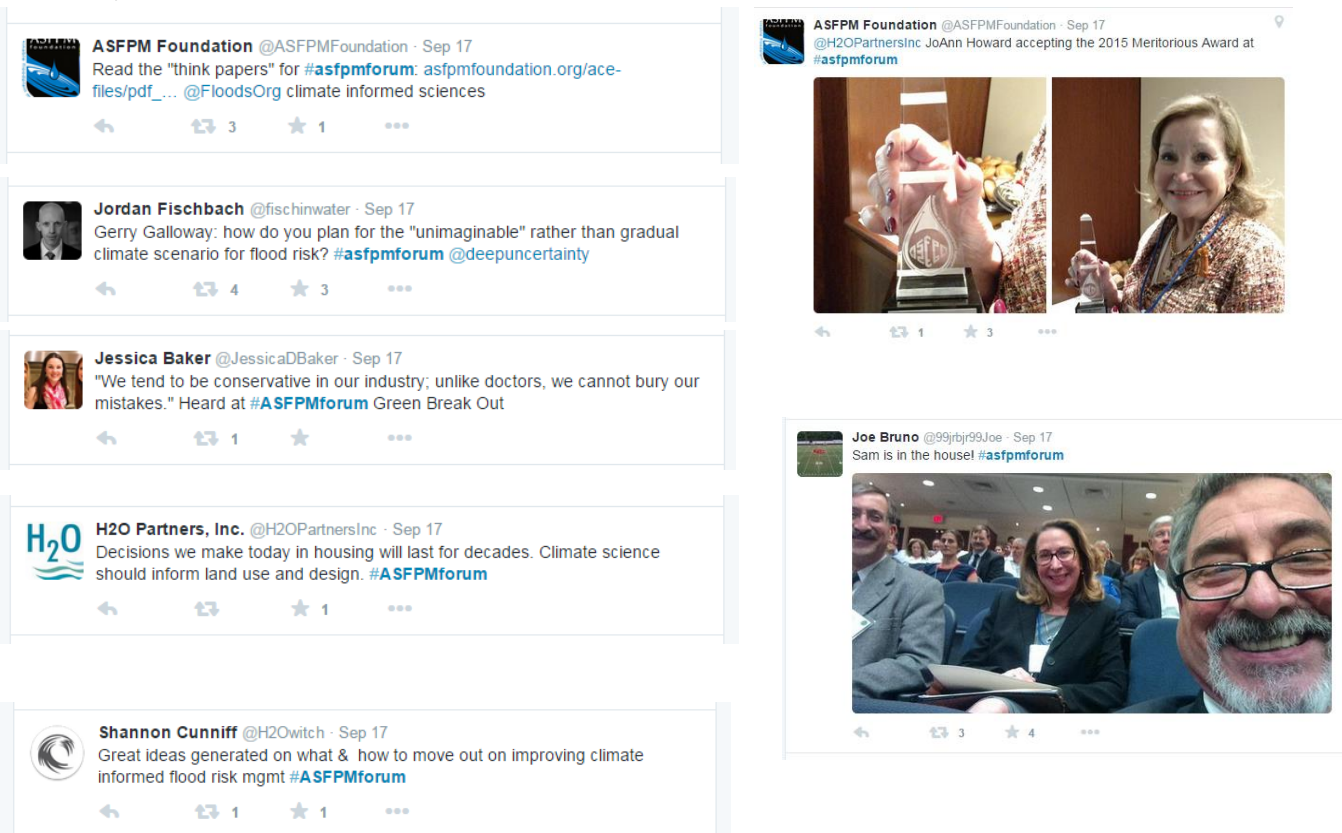 ASFPM
foundation
ASFPM Foundation @ASFPMFoundation · Sep 17
Read the "think papers" for #asfpmforum: asfpmfoundation.org/ace-
files/pdf_... @FloodsOrg climate informed sciences
3 1
Jordan Fischbach @fischinwater · Sep 17
Gerry Galloway: how do you plan for the "unimaginable" rather than gradual
climate scenario for flood risk? #asfpmforum @deepuncertainty
4 3
Jessica Baker @JessicaDBaker · Sep 17
"We tend to be conservative in our industry; unlike doctors, we cannot bury our
mistakes." Heard at #ASFPMforum Green Break Out
1
H2O
H2O Partners, Inc. @H2OPartnersInc · Sep 17
Decisions we make today in housing will last for decades. Climate science
should inform land use and design. #ASFPMforum
1
Shannon Cunniff @H2Owitch · Sep 17
Great ideas generated on what & how to move out on improving climate
informed flood risk mgmt #ASFPMforum
1 1
ASFPM
foundation
ASFPM Foundation @ASFPMFoundation · Sep 17
@H2OPartnersInc JoAnn Howard accepting the 2015 Meritorious Award at
#asfpmforum
ASFPM
1 3
Joe Bruno @99jrbjr99Joe · Sep 17
Sam is in the house! #asfpmforum
3 4